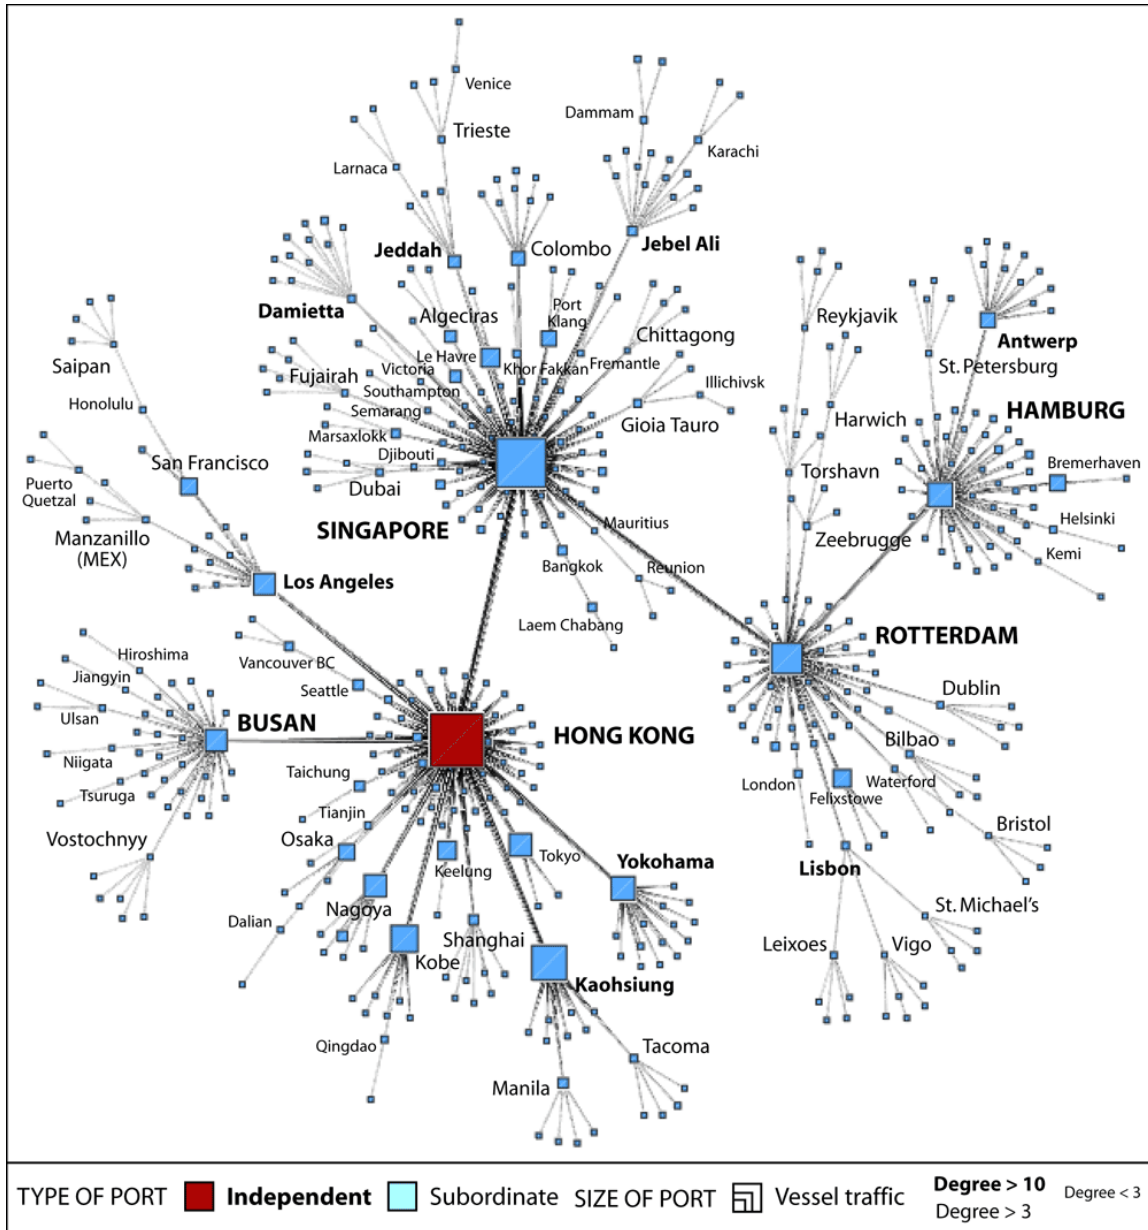 Venice
Dammam
Trieste
Karachi
Larnaca
Jebel Ali
Jeddah
Colombo
Damietta
Port
Klang
Algeciras
Reykjavik
Chittagong
Antwerp
Saipan
Le Havre
Khor Fakkan
Fremantle
St. Petersburg
Victoria
Fujairah
Illichivsk
Southampton
Honolulu
Semarang
HAMBURG
Harwich
Gioia Tauro
Marsaxlokk
San Francisco
Djibouti
Bremerhaven
Torshavn
Puerto
Quetzal
Dubai
Helsinki
SINGAPORE
Mauritius
Manzanillo
(MEX)
Zeebrugge
Kemi
Bangkok
Reunion
Los Angeles
Laem Chabang
ROTTERDAM
Hiroshima
Vancouver BC
Jiangyin
Seattle
Dublin
Ulsan
BUSAN
HONG KONG
Bilbao
Niigata
Taichung
London
Waterford
Tsuruga
Felixstowe
Tianjin
Bristol
Vostochnyy
Osaka
Tokyo
Yokohama
Keelung
Lisbon
Nagoya
St. Michael's
Dalian
Shanghai
Leixoes
Vigo
Kobe
Kaohsiung
Qingdao
Tacoma
Manila
TYPE OF PORT Independent Subordinate SIZE OF PORT Vessel traffic Degree > 10 Degree < 3
Degree > 3